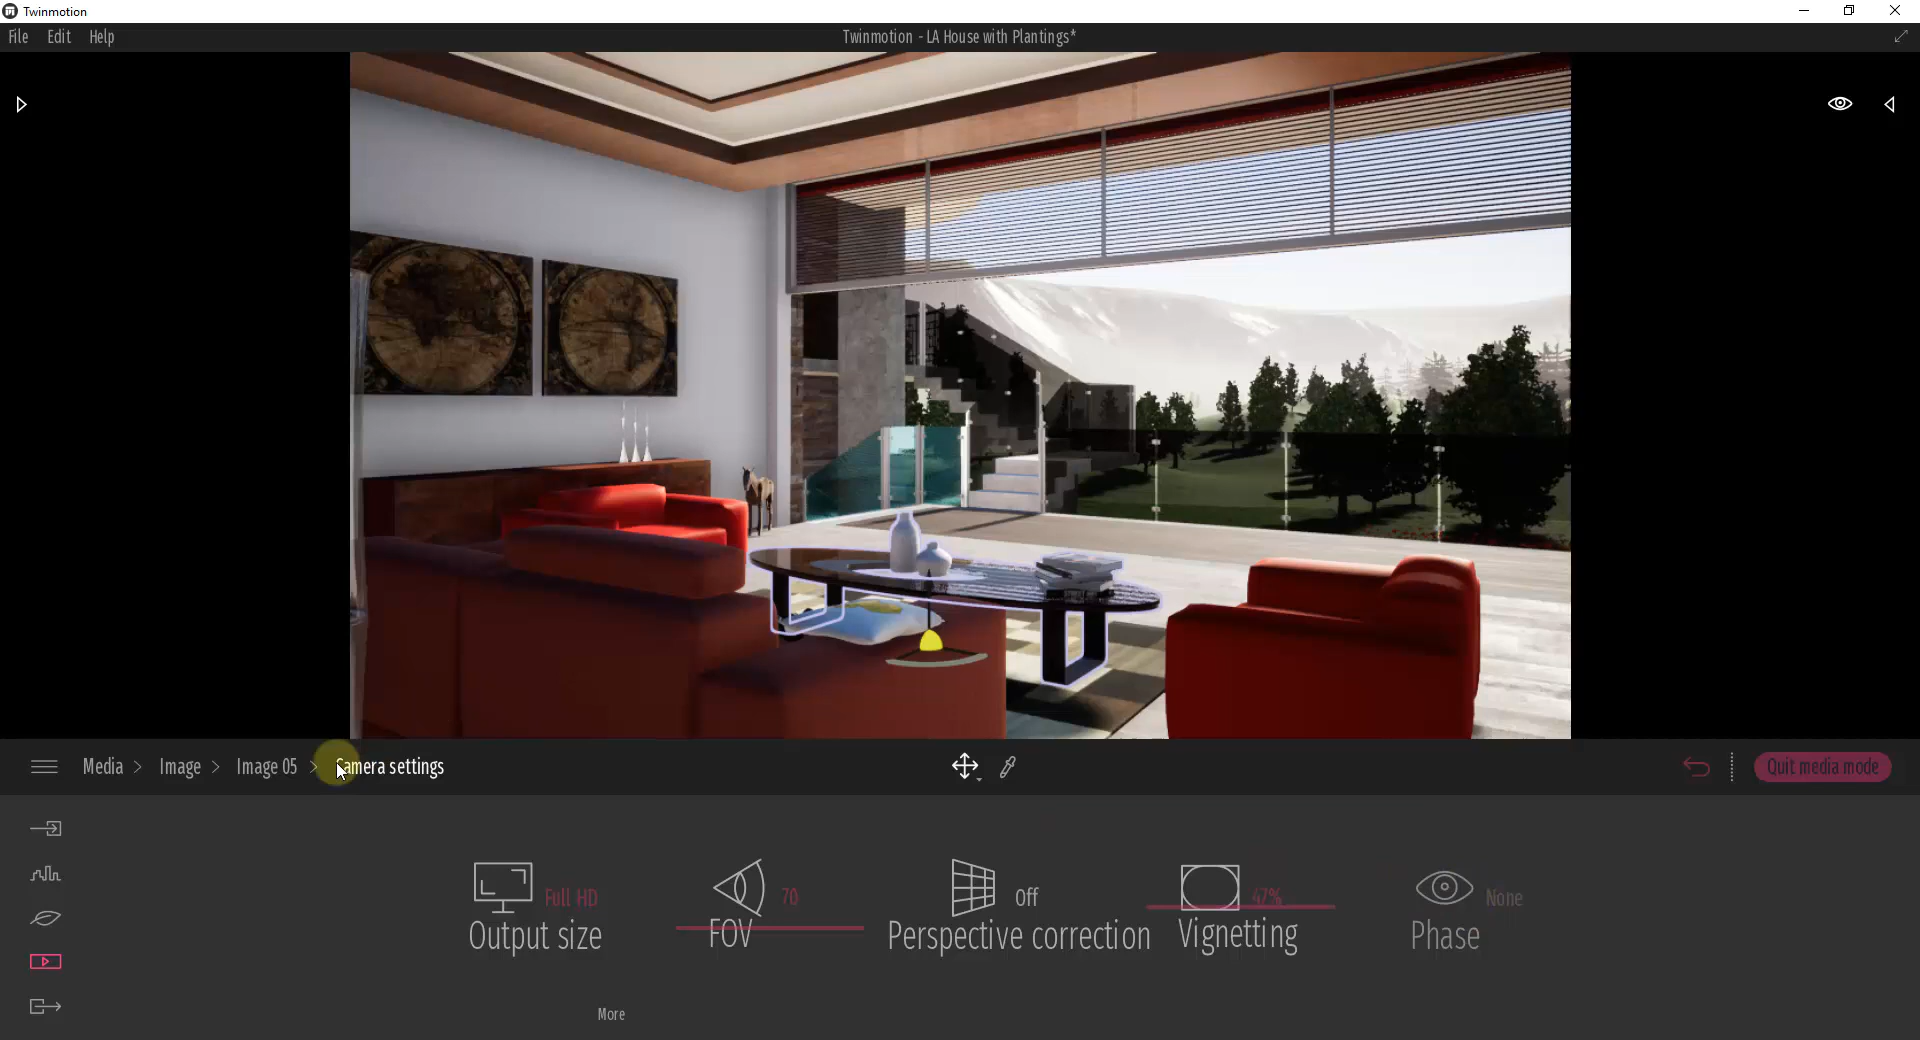 Twinmotion
File Edit Help
Twinmotion - LA House with Plantings*
Media > Image > Image 05 > Camera settings
Quit media mode
Full HD
Output size
70
FOV
Off
Perspective correction
47%
Vignetting
None
Phase
More